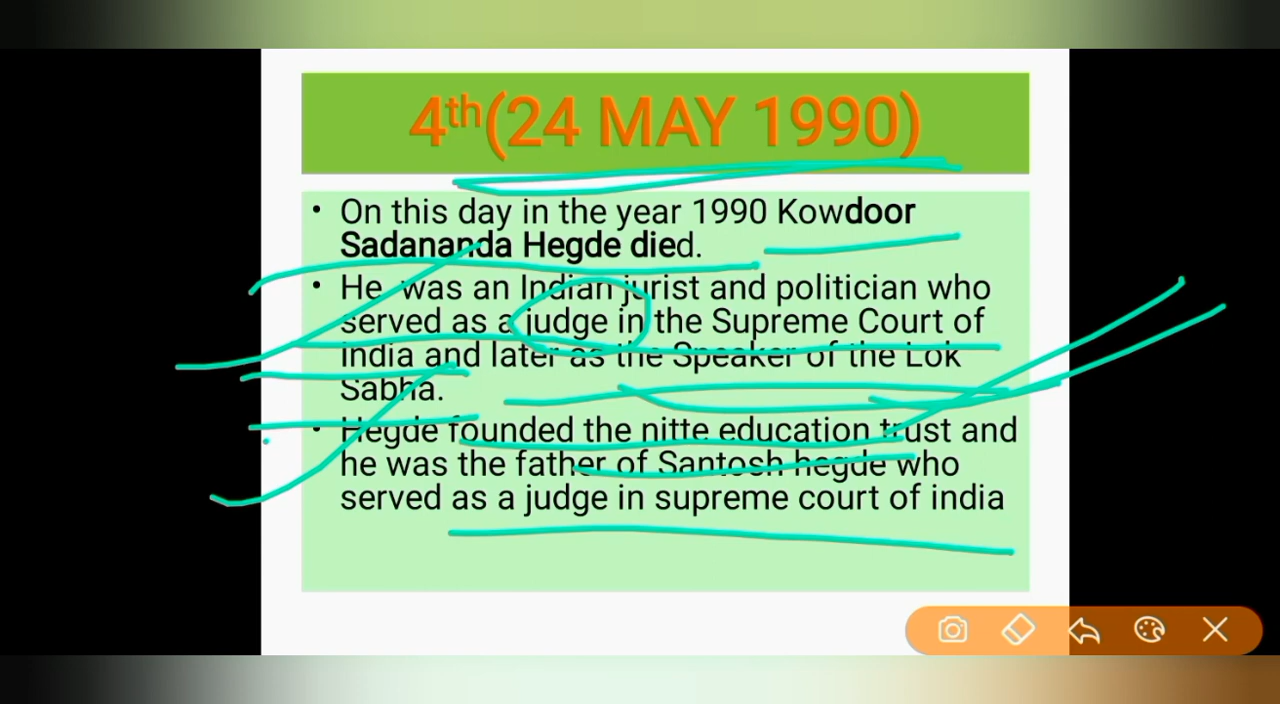 4th(24 MAY 1990)
• On this day in the year 1990 Kowdoor
Sadananda Hegde died.
• He was an Indian jurist and politician who
served as a judge in the Supreme Court of
India and later as the Speaker of the Lok
Sabha.
• Hegde founded the nitte education trust and
he was the father of Santosh hegde who
served as a judge in supreme court of india